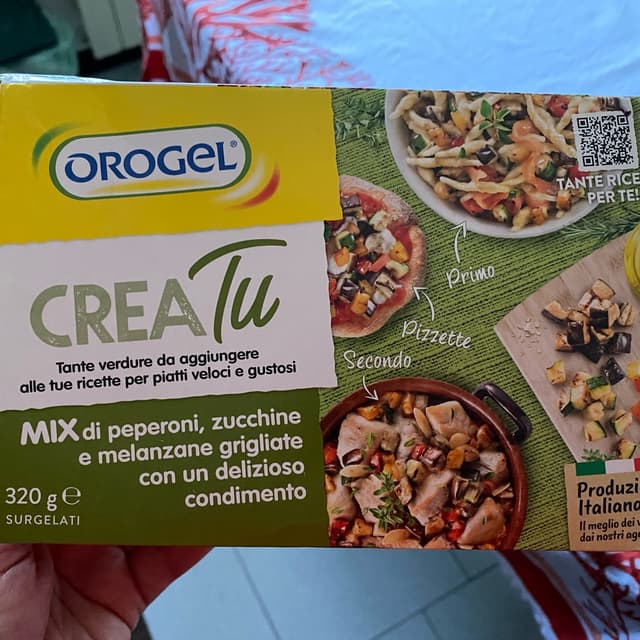 OROGEL®
CREA Tu
Tante verdure da aggiungere
alle tue ricette per piatti veloci e gustosi
MIX di peperoni, zucchine
e melanzane grigliate
con un delizioso
condimento
320 g e
SURGELATI
TANTE RICE
PER TE!
Primo
Pizzette
Secondo
Produzi
Italiana
Il meglio dei
dai nostri